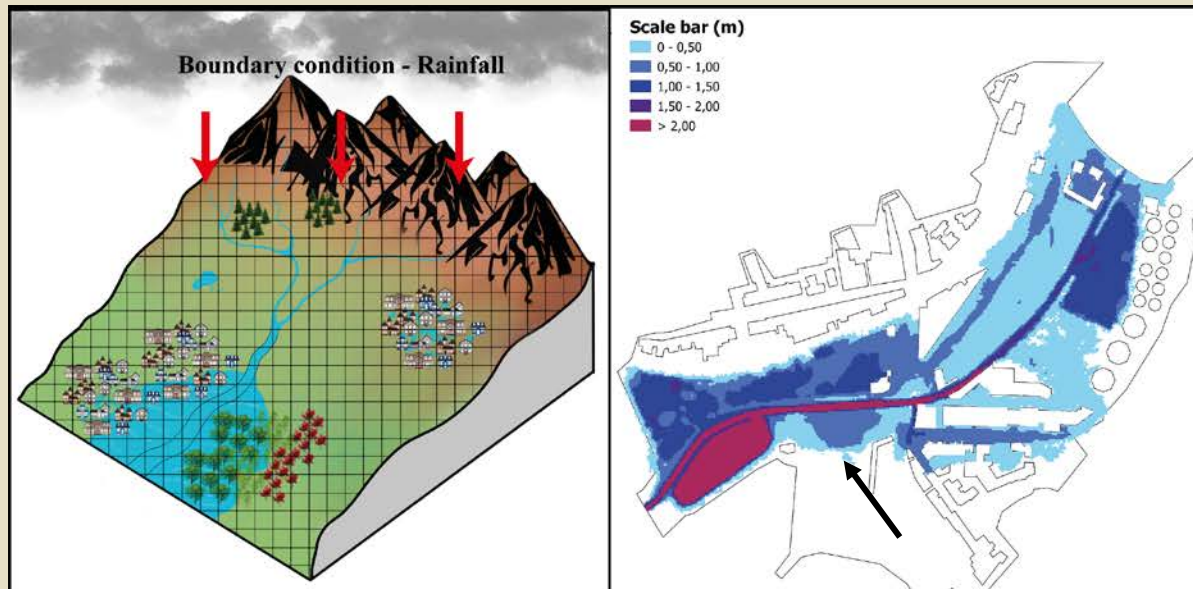 Boundary condition - Rainfall
Scale bar (m)
0 - 0,50
0,50 - 1,00
1,00 - 1,50
1,50 - 2,00
> 2,00